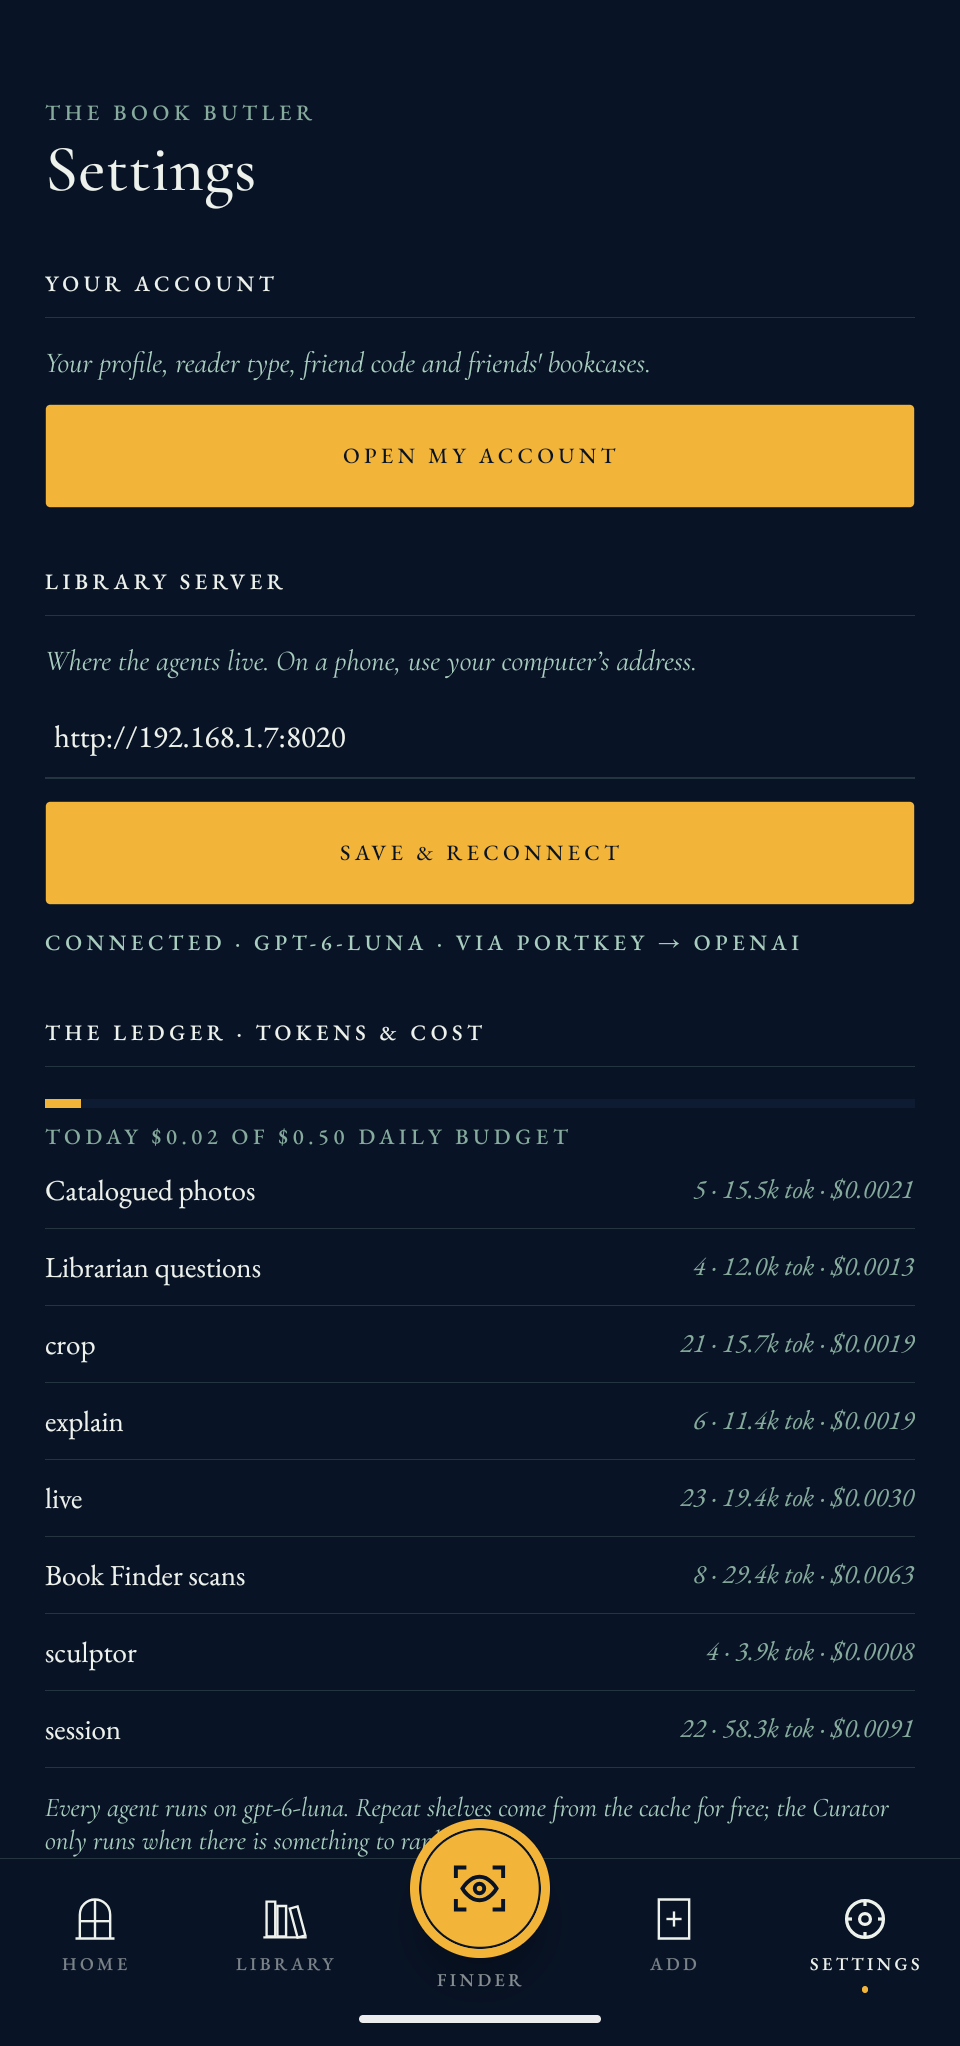 THE BOOK BUTLER
Settings
YOUR ACCOUNT
Your profile, reader type, friend code and friends' bookcases.
OPEN MY ACCOUNT
LIBRARY SERVER
Where the agents live. On a phone, use your computer’s address.
http://192.168.1.7:8020
SAVE & RECONNECT
CONNECTED · GPT-6-LUNA · VIA PORTKEY → OPENAI
THE LEDGER · TOKENS & COST
TODAY $0.02 OF $0.50 DAILY BUDGET
Catalogued photos 5 · 15.5k tok · $0.0021
Librarian questions 4 · 12.0k tok · $0.0013
crop 21 · 15.7k tok · $0.0019
explain 6 · 11.4k tok · $0.0019
live 23 · 19.4k tok · $0.0030
Book Finder scans 8 · 29.4k tok · $0.0063
sculptor 4 · 3.9k tok · $0.0008
session 22 · 58.3k tok · $0.0091
Every agent runs on gpt-6-luna. Repeat shelves come from the cache for free; the Curator
only runs when there is something to
HOME LIBRARY FINDER ADD SETTINGS